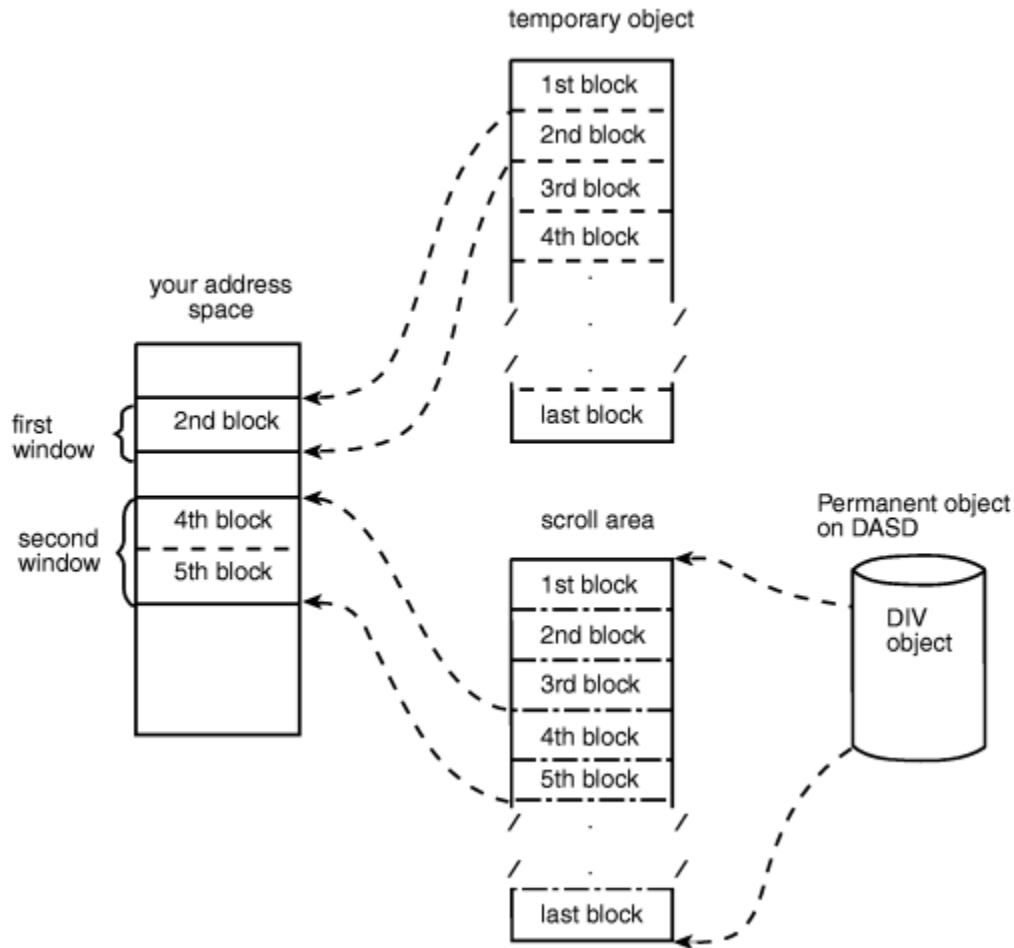 temporary object
1st block
2nd block
3rd block
4th block
last block
your address
space
first
window
2nd block
second
window
4th block
5th block
scroll area
1st block
2nd block
3rd block
4th block
5th block
last block
Permanent object
on DASD
DIV
object